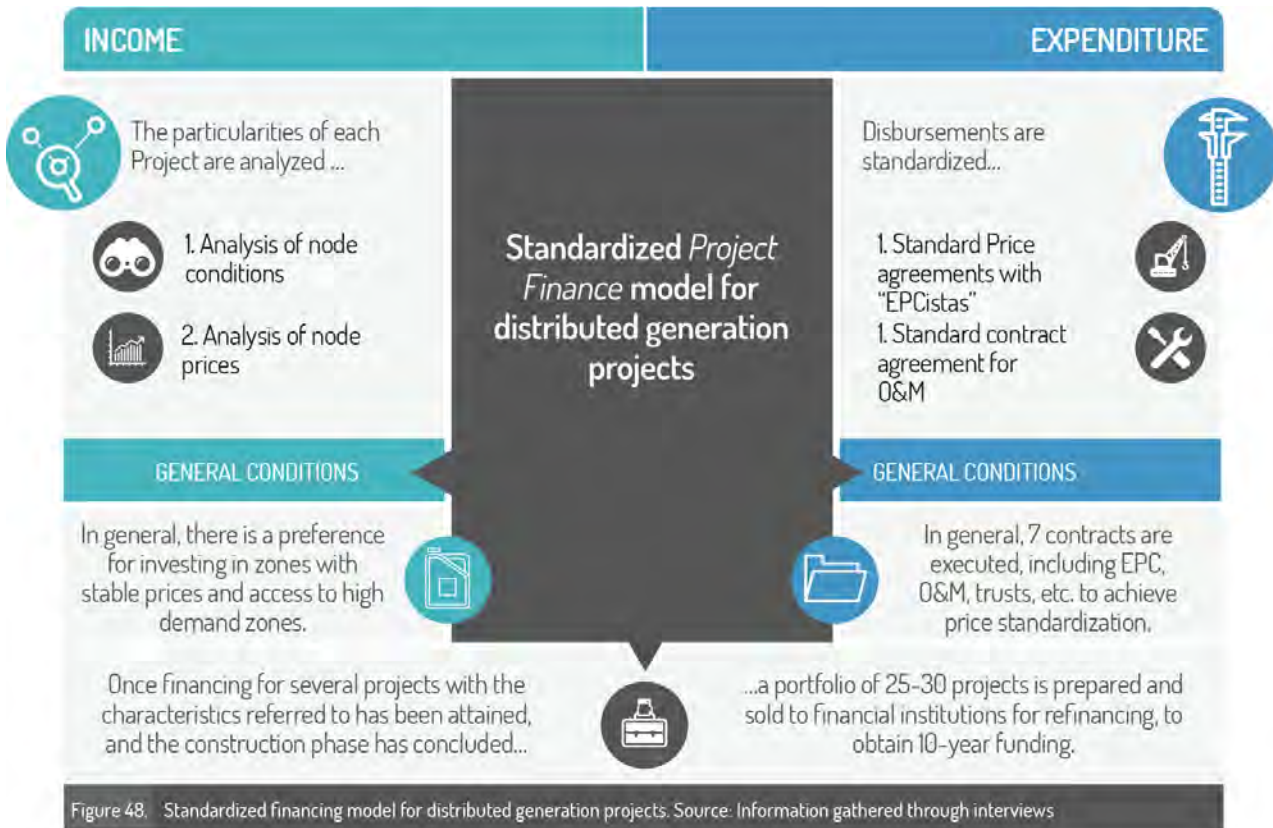 INCOME
EXPENDITURE
The particularities of each
Project are analyzed ...
1. Analysis of node
conditions
2. Analysis of node
prices
Standardized Project
Finance model for
distributed generation
projects
Disbursements are
standardized...
1. Standard Price
agreements with
"EPCistas"
1. Standard contract
agreement for
O&M
GENERAL CONDITIONS
In general, there is a preference
for investing in zones with
stable prices and access to high
demand zones.
GENERAL CONDITIONS
In general, 7 contracts are
executed, including EPC,
O&M, trusts, etc. to achieve
price standardization.
Once financing for several projects with the
characteristics referred to has been attained,
and the construction phase has concluded...
...a portfolio of 25-30 projects is prepared and
sold to financial institutions for refinancing, to
obtain 10-year funding.
Figure 48. Standardized financing model for distributed generation projects. Source: Information gathered through interviews